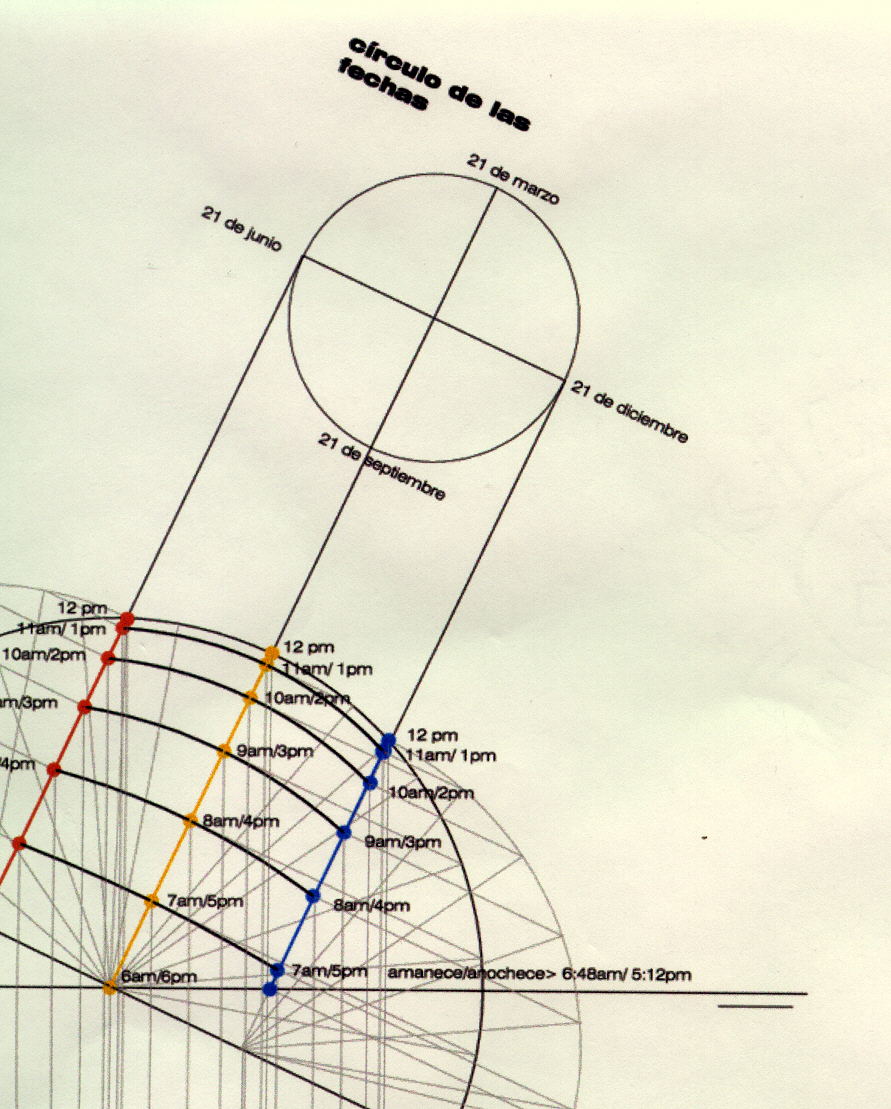 círculo de las
fechas
21 de marzo
21 de junio
21 de diciembre
21 de septiembre
12 pm
11am/ 1pm
10am/2pm
am/3pm
/4pm
12 pm
11am/ 1pm
10am/2pm
9am/3pm
8am/4pm
7am/5pm
6am/6pm
12 pm
11am/ 1pm
10am/2pm
9am/3pm
8am/4pm
7am/5pm
amanece/anochece> 6:48am/ 5:12pm